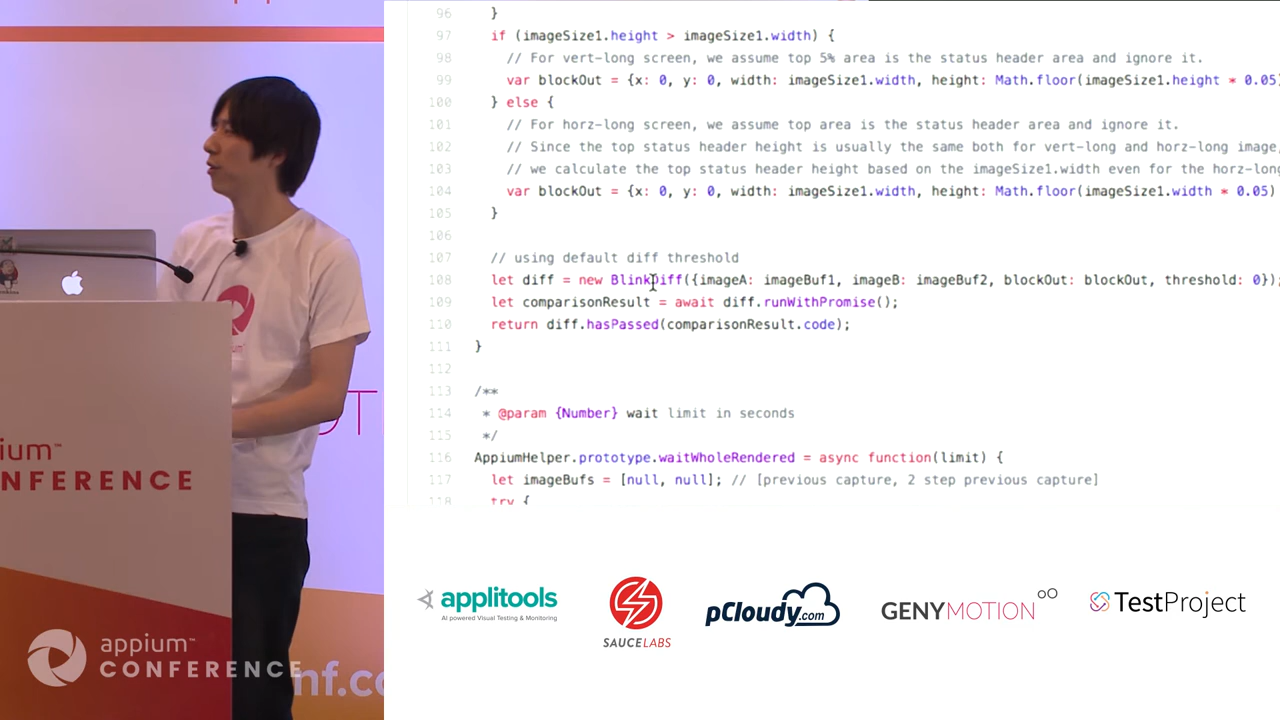 96 }
97 if (imageSize1.height > imageSize1.width) {
98 // For vert-long screen, we assume top 5% area is the status header area and ignore it.
99 var blockOut = {x: 0, y: 0, width: imageSize1.width, height: Math.floor(imageSize1.height * 0.05)
100 } else {
101 // For horz-long screen, we assume top area is the status header area and ignore it.
102 // Since the top status header height is usually the same both for vert-long and horz-long image,
103 // we calculate the top status header height based on the imageSize1.width even for the horz-long
104 var blockOut = {x: 0, y: 0, width: imageSize1.width, height: Math.floor(imageSize1.width * 0.05)
105 }
106
107 // using default diff threshold
108 let diff = new BlinkDiff({imageA: imageBuf1, imageB: imageBuf2, blockOut: blockOut, threshold: 0});
109 let comparisonResult = await diff.runWithPromise();
110 return diff.hasPassed(comparisonResult.code);
111 }
112
113 /**
114 * @param {Number} wait limit in seconds
115 */
116 AppiumHelper.prototype.waitWholeRendered = async function(limit) {
117 let imageBufs = [null, null]; // [previous capture, 2 step previous capture]
118 try {
ium™
NFERENCE
appium™
CONFERENCE
nf.co
applitools
AI powered Visual Testing & Monitoring
SAUCELABS
pCloudy.com
GENYMOTION
TestProject